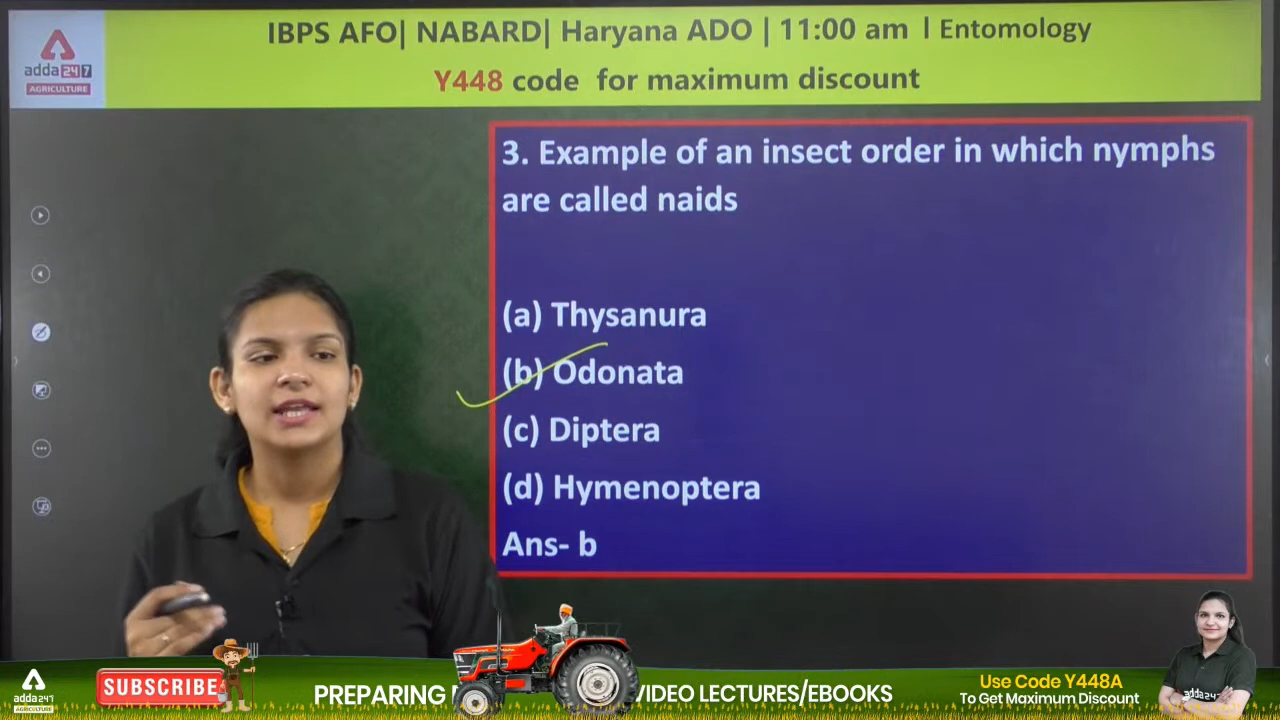 IBPS AFO| NABARD| Haryana ADO | 11:00 am I Entomology
Y448 code for maximum discount
adda247
AGRICULTURE
3. Example of an insect order in which nymphs
are called naids
(a) Thysanura
(b) Odonata
(c) Diptera
(d) Hymenoptera
Ans- b
adda247
AGRICULTURE
SUBSCRIBE
PREPARING
VIDEO LECTURES/EBOOKS
Use Code Y448A
To Get Maximum Discount
adda247